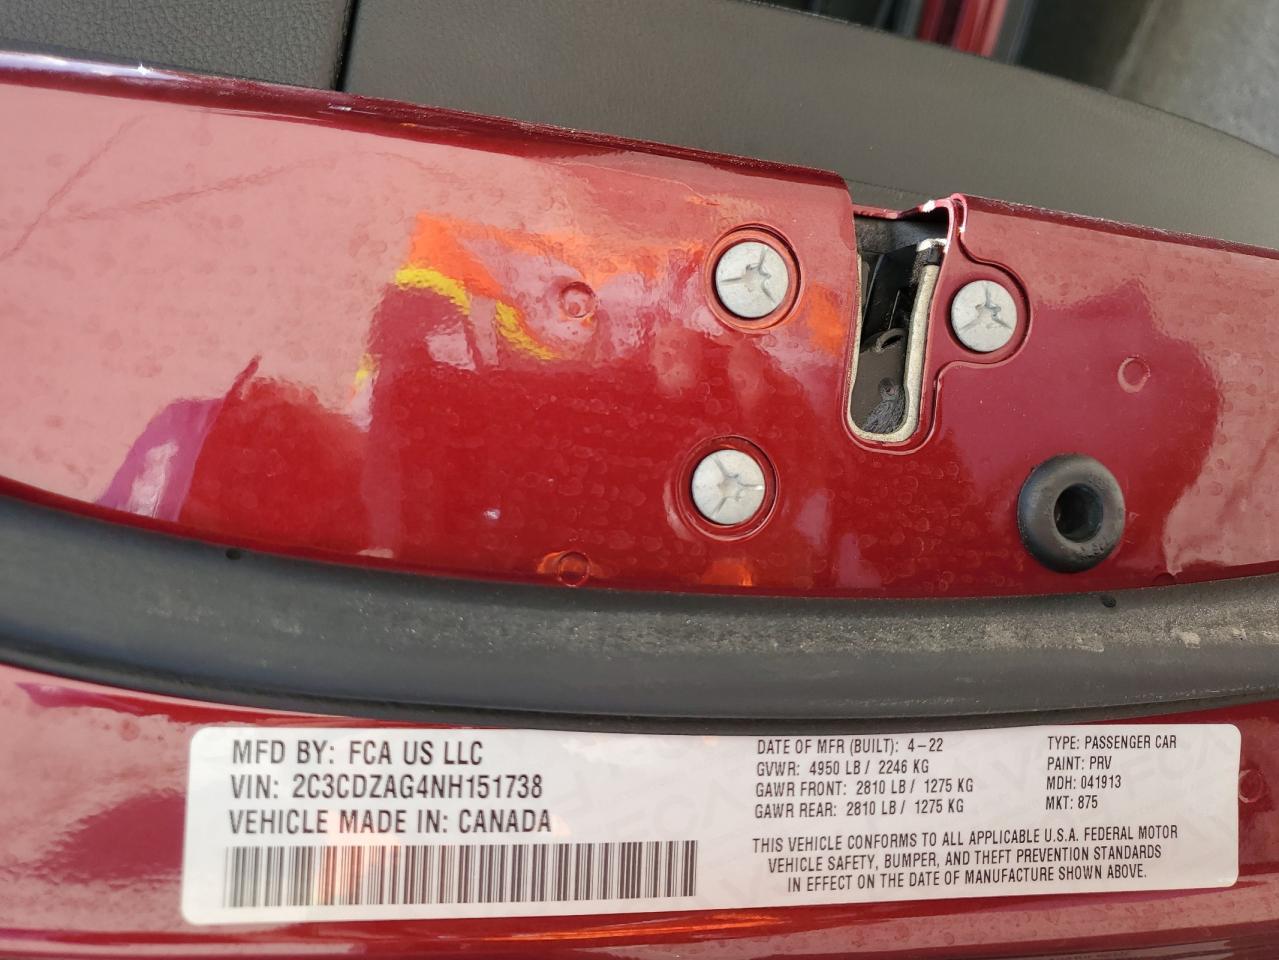 MFD BY: FCA US LLC
VIN: 2C3CDZAG4NH151738
VEHICLE MADE IN: CANADA
DATE OF MFR (BUILT): 4-22
GVWR: 4950 LB / 2246 KG
GAWR FRONT: 2810 LB / 1275 KG
GAWR REAR: 2810 LB / 1275 KG
TYPE: PASSENGER CAR
PAINT: PRV
MDH: 041913
MKT: 875
THIS VEHICLE CONFORMS TO ALL APPLICABLE U.S.A. FEDERAL MOTOR
VEHICLE SAFETY, BUMPER, AND THEFT PREVENTION STANDARDS
IN EFFECT ON THE DATE OF MANUFACTURE SHOWN ABOVE.